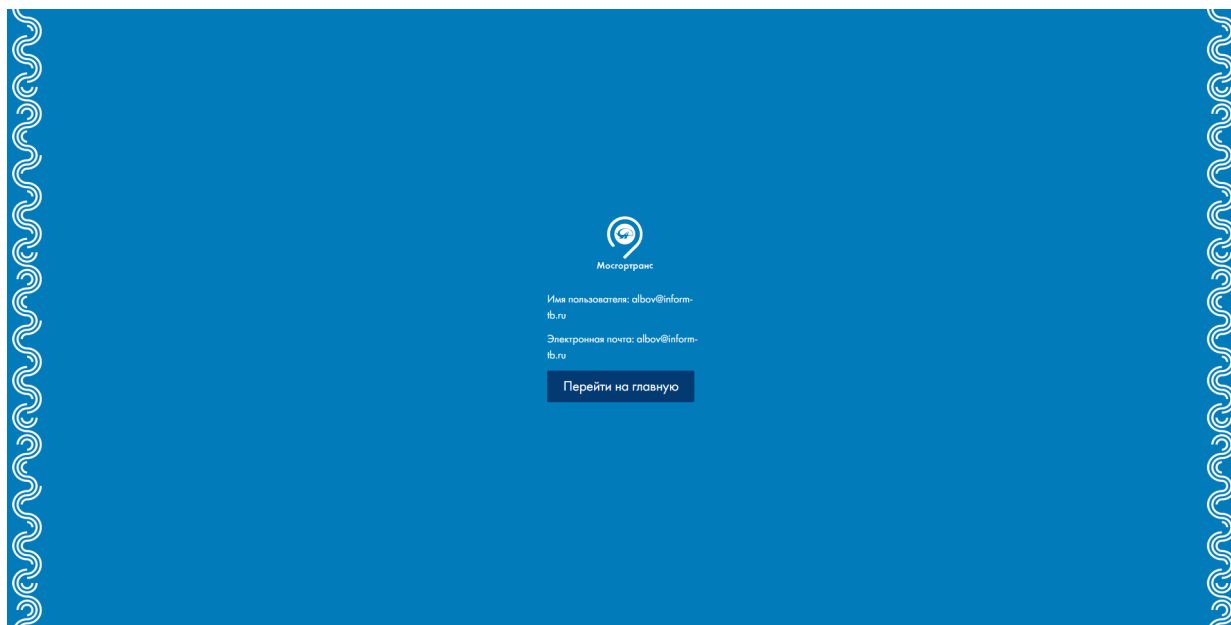 Мосгортранс
Имя пользователя: albov@inform-
tb.ru
Электронная почта: albov@inform-
tb.ru
Перейти на главную